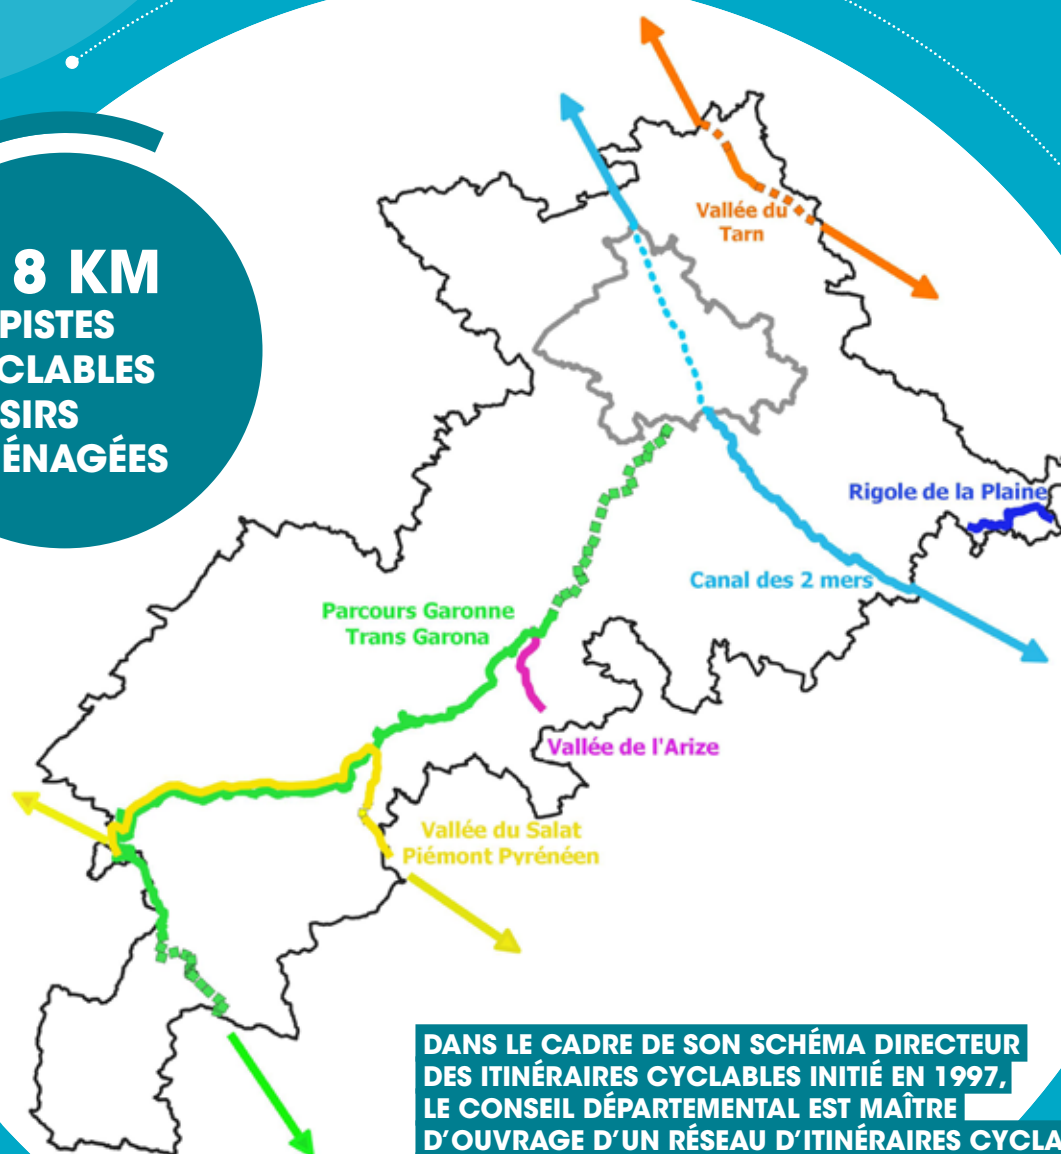 8 KM
PISTES
CLABLES
SIRS
ÉNAGÉES
Vallée du
Tarn
Rigole de la Plaine
Canal des 2 mers
Parcours Garonne
Trans Garona
Vallée de l'Arize
Vallée du Salat
Piémont Pyrénéen
DANS LE CADRE DE SON SCHÉMA DIRECTEUR
DES ITINÉRAIRES CYCLABLES INITIÉ EN 1997,
LE CONSEIL DÉPARTEMENTAL EST MAÎTRE
D'OUVRAGE D'UN RÉSEAU D'ITINÉRAIRES CYCLA